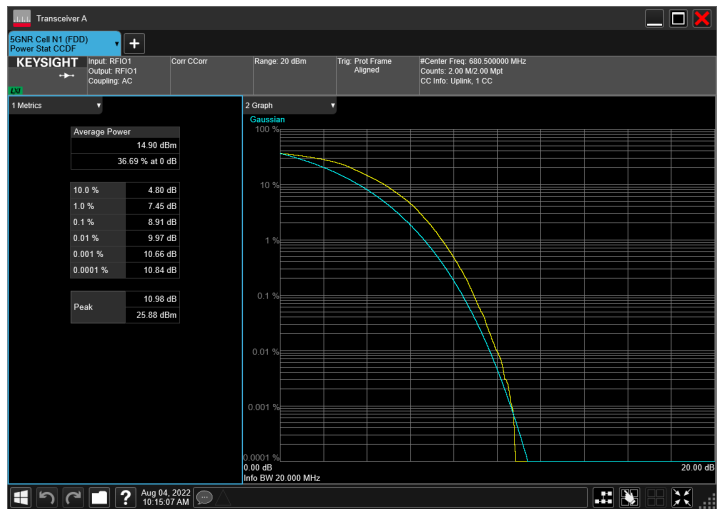 Transceiver A
5GNR Cell N1 (FDD)
Power Stat CCDF
KEYSIGHT
LXI
Input: RFIO1
Output: RFIO1
Coupling: AC
Corr CCorr
Range: 20 dBm
Trig: Prot Frame
Aligned
#Center Freq: 680.500000 MHz
Counts: 2.00 M/2.00 Mpt
CC Info: Uplink, 1 CC
1 Metrics
Average Power
14.90 dBm
36.69 % at 0 dB
10.0 % 4.80 dB
1.0 % 7.45 dB
0.1 % 8.91 dB
0.01 % 9.97 dB
0.001 % 10.66 dB
0.0001 % 10.84 dB
Peak
10.98 dB
25.88 dBm
2 Graph
Gaussian
100 %
10 %
1 %
0.1 %
0.01 %
0.001 %
0.0001 %
0.00 dB
20.00 dB
Info BW 20.000 MHz
?
Aug 04, 2022
10:15:07 AM